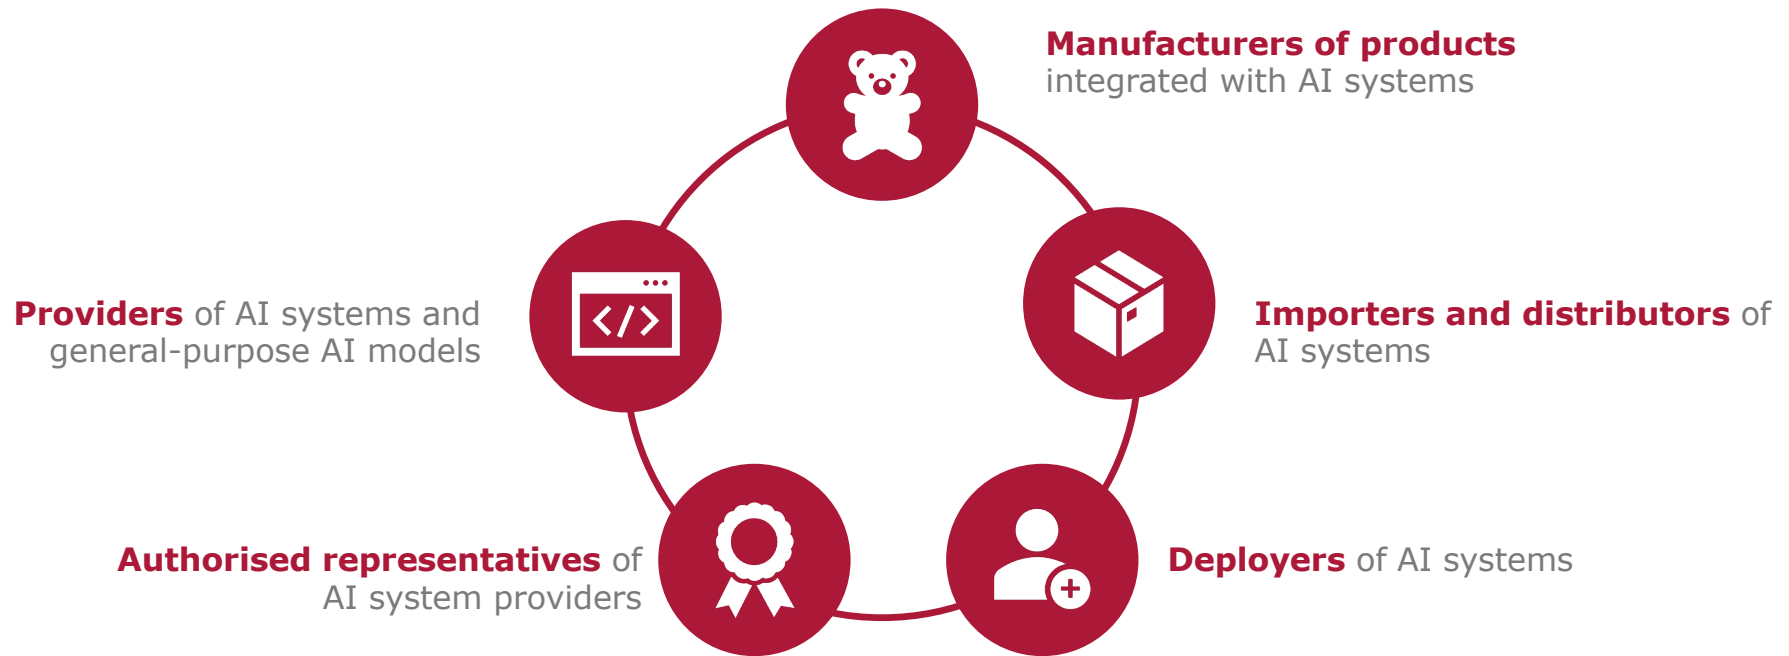 Manufacturers of products
integrated with AI systems
Providers of AI systems and
general-purpose AI models
Importers and distributors of
AI systems
Authorised representatives of
AI system providers
Deployers of AI systems